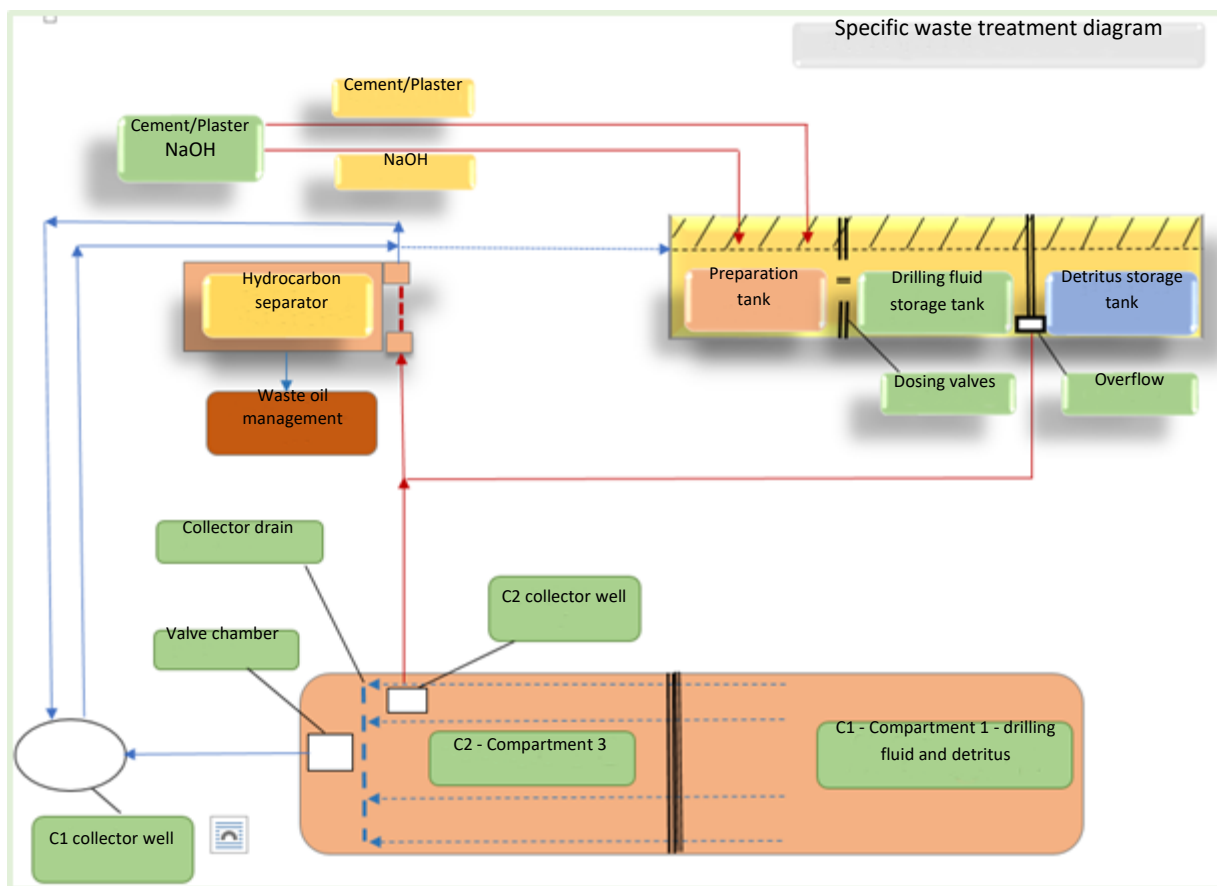 Specific waste treatment diagram
Cement/Plaster
Cement/Plaster
NaOH
NaOH
Hydrocarbon
separator
Preparation
tank
Drilling fluid
storage tank
Detritus storage
tank
Waste oil
management
Dosing valves
Overflow
Collector drain
C2 collector well
Valve chamber
C2 - Compartment 3
C1 - Compartment 1 - drilling
fluid and detritus
C1 collector well